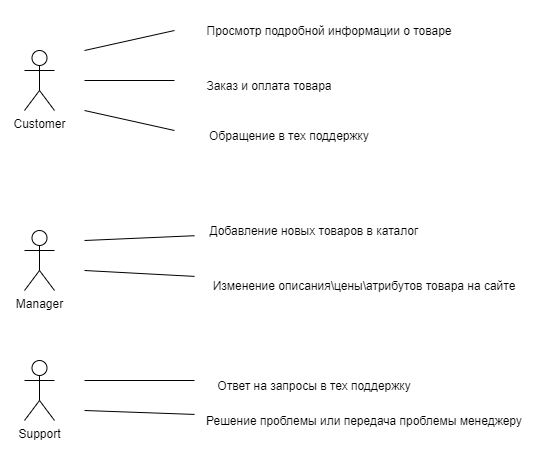 Просмотр подробной информации о товаре
Заказ и оплата товара
Customer
Обращение в тех поддержку
Добавление новых товаров в каталог
Изменение описания\цены\атрибутов товара на сайте
Manager
Ответ на запросы в тех поддержку
Решение проблемы или передача проблемы менеджеру
Support